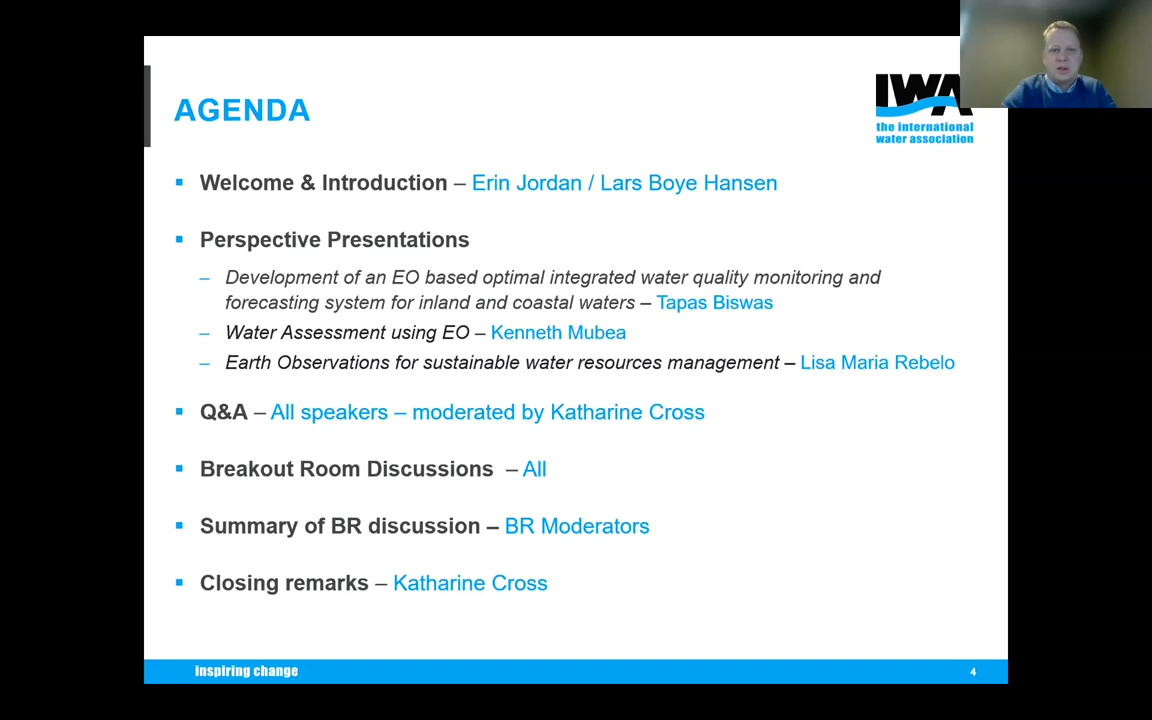 AGENDA
IWA
the international
water association
▪ Welcome & Introduction – Erin Jordan / Lars Boye Hansen
▪ Perspective Presentations
– Development of an EO based optimal integrated water quality monitoring and
forecasting system for inland and coastal waters – Tapas Biswas
– Water Assessment using EO – Kenneth Mubea
– Earth Observations for sustainable water resources management – Lisa Maria Rebelo
▪ Q&A – All speakers – moderated by Katharine Cross
▪ Breakout Room Discussions – All
▪ Summary of BR discussion – BR Moderators
▪ Closing remarks – Katharine Cross
inspiring change
4